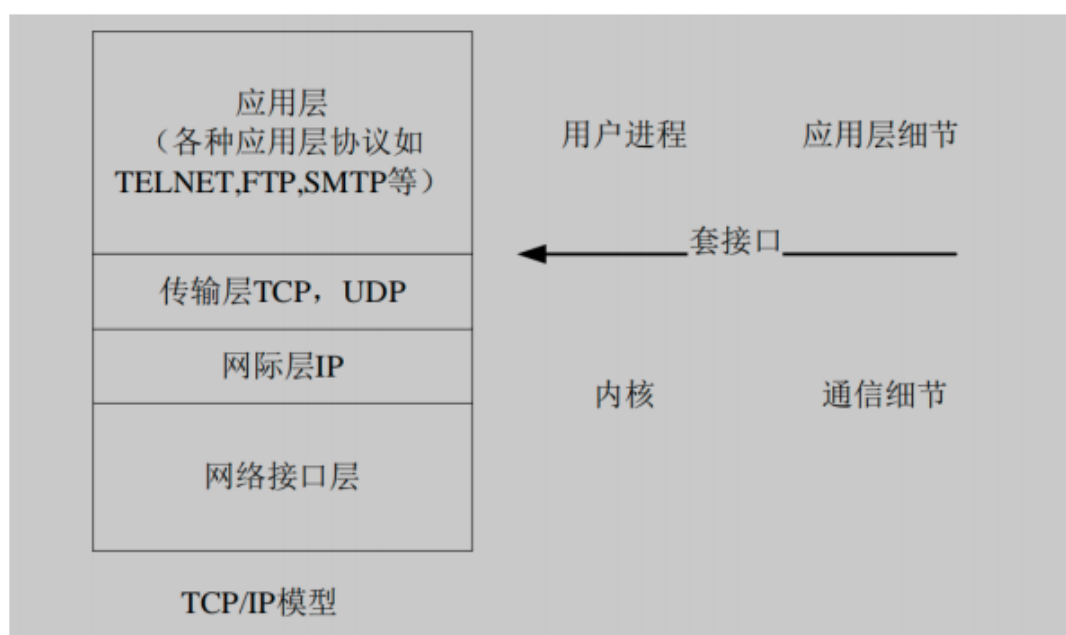 应用层
（各种应用层协议如
TELNET,FTP,SMTP等）
用户进程
应用层细节
套接口
传输层TCP，UDP
网际层IP
内核
通信细节
网络接口层
TCP/IP模型